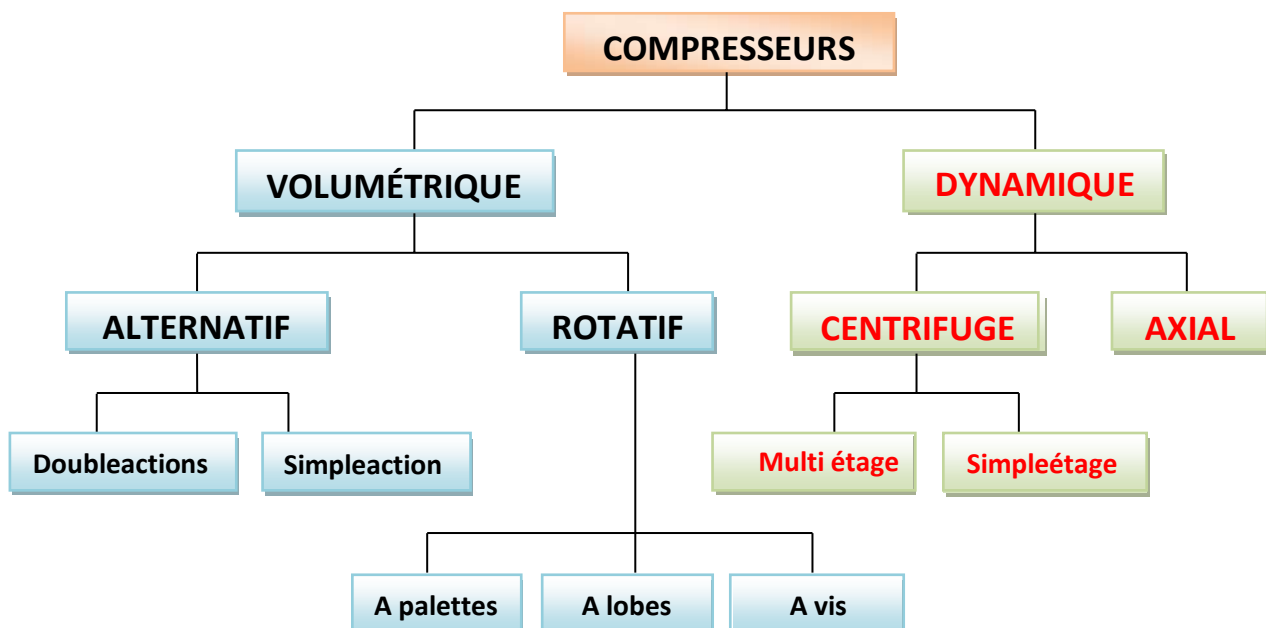 COMPRESSEURS
VOLUMÉTRIQUE
DYNAMIQUE
ALTERNATIF
ROTATIF
CENTRIFUGE
AXIAL
Doubleactions
Simpleaction
Multi étage
Simpleétage
A palettes
A lobes
A vis